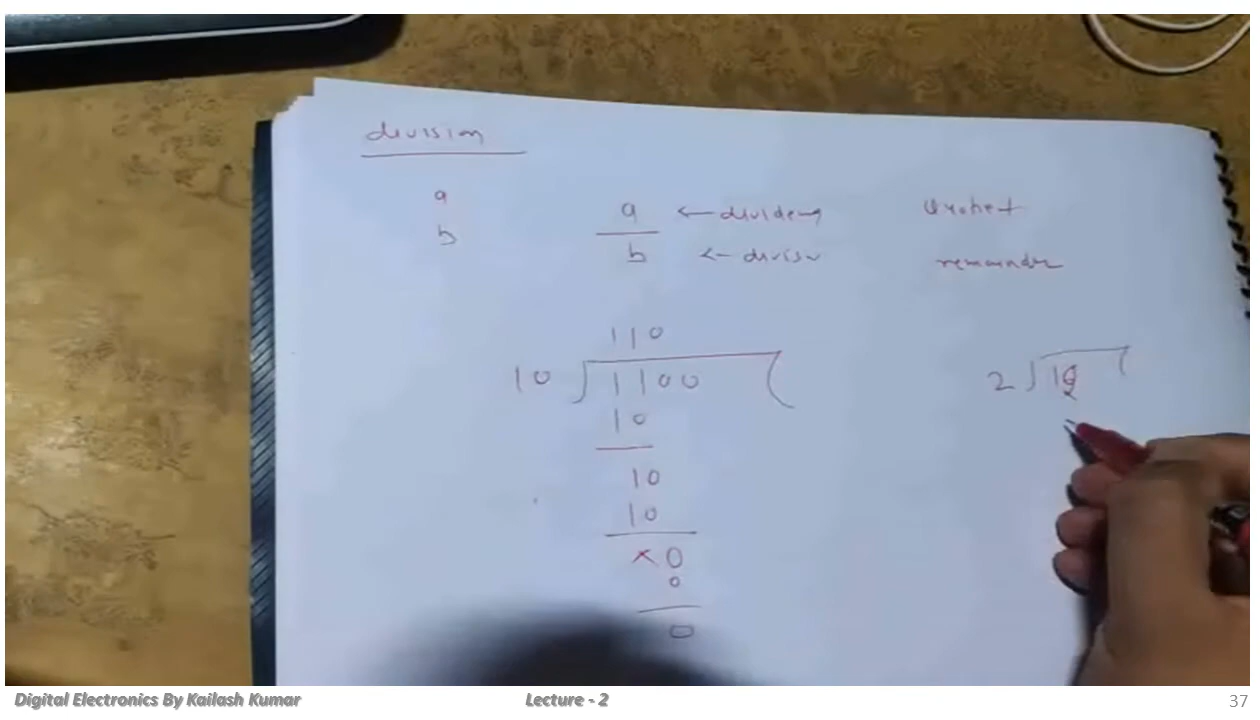 division
a
b
a ← dividend
b ← divisor
Quotient
remainder
110
10 1100
10
10
10
× 0
0
0
2
Digital Electronics By Kailash Kumar
Lecture - 2
37